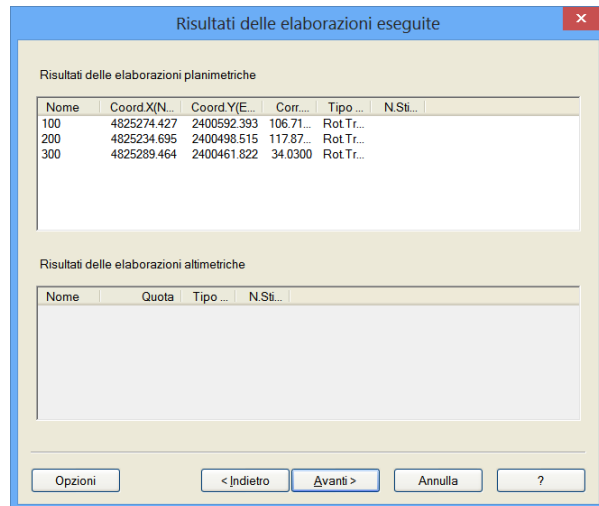 Risultati delle elaborazioni eseguite
Risultati delle elaborazioni planimetriche
Nome Coord.X(N... Coord.Y(E... Corr.... Tipo ... N.Sti...
100 4825274.427 2400592.393 106.71... Rot.Tr...
200 4825234.695 2400498.515 117.87... Rot.Tr...
300 4825289.464 2400461.822 34.0300 Rot.Tr...
Risultati delle elaborazioni altimetriche
Nome Quota Tipo ... N.Sti...
Opzioni < Indietro Avanti > Annulla ?